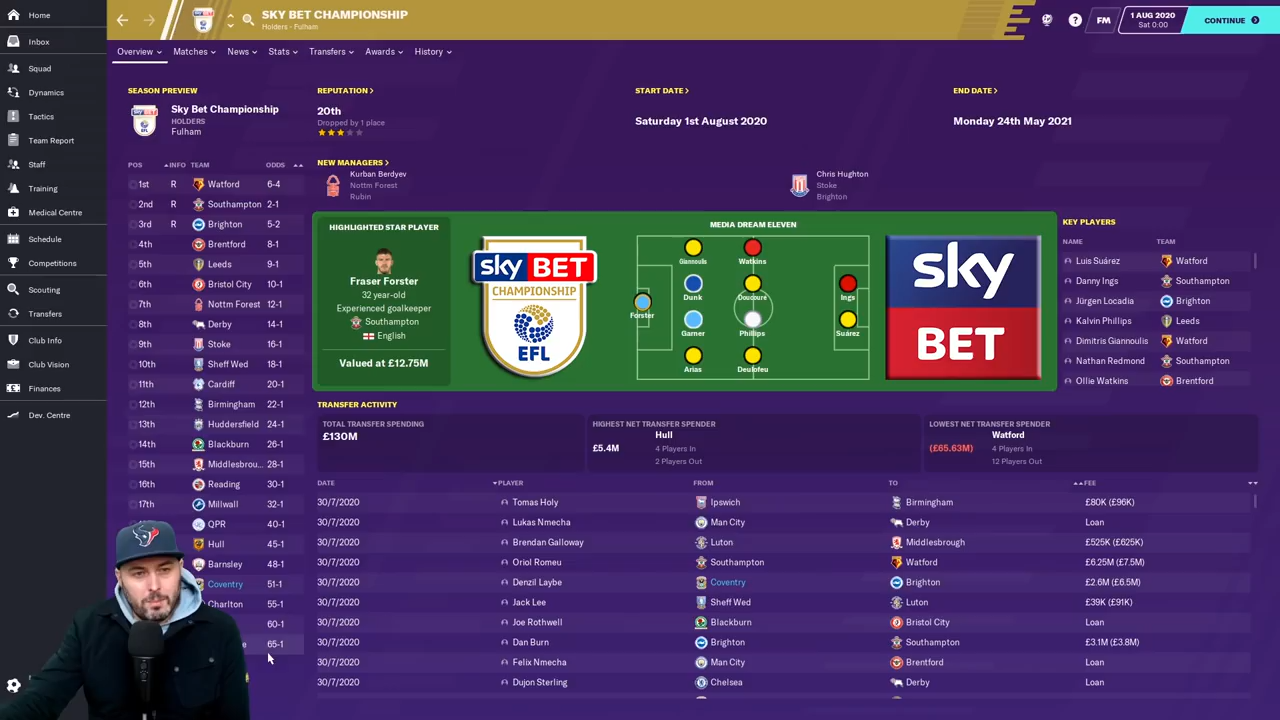 Home
Inbox
Squad
Dynamics
Tactics
Team Report
Staff
Training
Medical Centre
Schedule
Competitions
Scouting
Transfers
Club Info
Club Vision
Finances
Dev. Centre
SKY BET CHAMPIONSHIP
Holders - Fulham
FM
1 AUG 2020
Sat 0:00
CONTINUE
Overview Matches News Stats Transfers Awards History
SEASON PREVIEW
Sky Bet Championship
HOLDERS
Fulham
POS INFO TEAM ODDS
1st R Watford 6-4
2nd R Southampton 2-1
3rd R Brighton 5-2
4th Brentford 8-1
5th Leeds 9-1
6th Bristol City 10-1
7th Nottm Forest 12-1
8th Derby 14-1
9th Stoke 16-1
10th Sheff Wed 18-1
11th Cardiff 20-1
12th Birmingham 22-1
13th Huddersfield 24-1
14th Blackburn 26-1
15th Middlesbrou... 28-1
16th Reading 30-1
17th Millwall 32-1
QPR 40-1
Hull 45-1
Barnsley 48-1
Coventry 51-1
Charlton 55-1
60-1
65-1
REPUTATION
20th
Dropped by 1 place
START DATE
Saturday 1st August 2020
END DATE
Monday 24th May 2021
NEW MANAGERS
Kurban Berdyev
Nottm Forest
Rubin
Chris Hughton
Stoke
Brighton
HIGHLIGHTED STAR PLAYER
Fraser Forster
32 year-old
Experienced goalkeeper
Southampton
English
Valued at £12.75M
sky BET
CHAMPIONSHIP
EFL
MEDIA DREAM ELEVEN
Giannoulis
Watkins
Dunk
Doucoure
Ings
Forster
Garner
Phillips
Suárez
Arias
Deulofeu
sky
BET
KEY PLAYERS
NAME TEAM
Luis Suárez Watford
Danny Ings Southampton
Jürgen Locadia Brighton
Kalvin Phillips Leeds
Dimitris Giannoulis Watford
Nathan Redmond Southampton
Ollie Watkins Brentford
TRANSFER ACTIVITY
TOTAL TRANSFER SPENDING
£130M
HIGHEST NET TRANSFER SPENDER
£5.4M
Hull
4 Players In
2 Players Out
LOWEST NET TRANSFER SPENDER
(£65.63M)
Watford
4 Players In
12 Players Out
DATE PLAYER FROM TO FEE
30/7/2020 Tomas Holy Ipswich Birmingham £80K (£96K)
30/7/2020 Lukas Nmecha Man City Derby Loan
30/7/2020 Brendan Galloway Luton Middlesbrough £525K (£625K)
30/7/2020 Oriol Romeu Southampton Watford £6.25M (£7.5M)
30/7/2020 Denzil Laybe Coventry Brighton £2.6M (£6.5M)
30/7/2020 Jack Lee Sheff Wed Luton £39K (£91K)
30/7/2020 Joe Rothwell Blackburn Bristol City Loan
30/7/2020 Dan Burn Brighton Southampton £3.1M (£3.8M)
30/7/2020 Felix Nmecha Man City Brentford Loan
30/7/2020 Dujon Sterling Chelsea Derby Loan